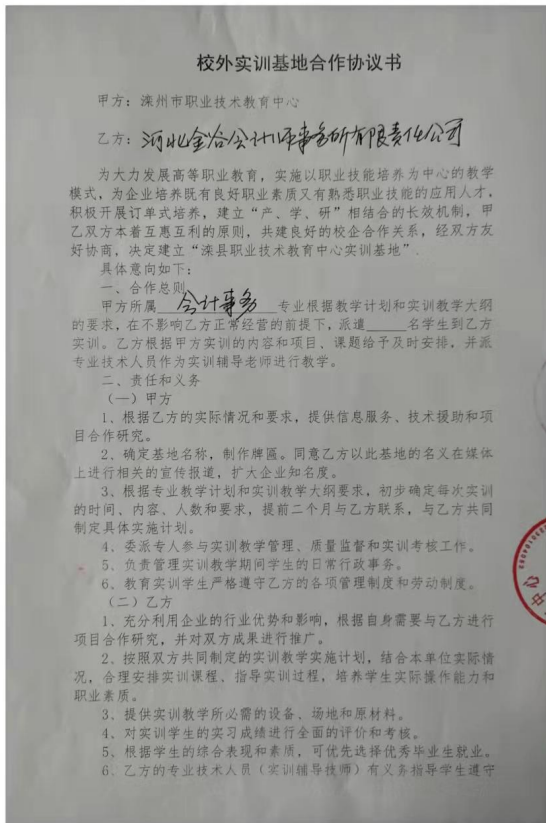 校外实训基地合作协议书
甲方：滦州市职业技术教育中心
乙方：河北金谷会计师事务所有限责任公司
为大力发展高等职业教育，实施以职业技能培养为中心的教学
模式，为企业培养既有良好职业素质又有熟悉职业技能的应用人才，
积极开展订单式培养，建立“产、学、研”相结合的长效机制，甲
乙双方本着互惠互利的原则，共建良好的校企合作关系，经双方友
好协商，决定建立“滦县职业技术教育中心实训基地”．
具体意向如下：
一、合作总则
甲方所属 会计事务 专业根据教学计划和实训教学大纲
的要求，在不影响乙方正常经营的前提下，派遣______名学生到乙方
实训。乙方根据甲方实训的内容和项目、课题给予及时安排，并派
专业技术人员作为实训辅导老师进行教学。
二、责任和义务
（一）甲方
1、根据乙方的实际情况和要求，提供信息服务、技术援助和项
目合作研究。
2、确定基地名称，制作牌匾。同意乙方以此基地的名义在媒体
上进行相关的宣传报道，扩大企业知名度。
3、根据专业教学计划和实训教学大纲要求，初步确定每次实训
的时间、内容、人数和要求，提前二个月与乙方联系，与乙方共同
制定具体实施计划。
4、委派专人参与实训教学管理、质量监督和实训考核工作。
5、负责管理实训教学期间学生的日常行政事务。
6、教育实训学生严格遵守乙方的各项管理制度和劳动制度。
（二）乙方
1、充分利用企业的行业优势和影响，根据自身需要与乙方进行
项目合作研究，并对双方成果进行推广。
2、按照双方共同制定的实训教学实施计划，结合本单位实际情
况，合理安排实训课程、指导实训过程，培养学生实际操作能力和
职业素质。
3、提供实训教学所必需的设备、场地和原材料。
4、对实训学生的实习成绩进行全面的评价和考核。
5、根据学生的综合表现和素质，可优先选择优秀毕业生就业。
6、乙方的专业技术人员（实训辅导技师）有义务指导学生遵守
中心